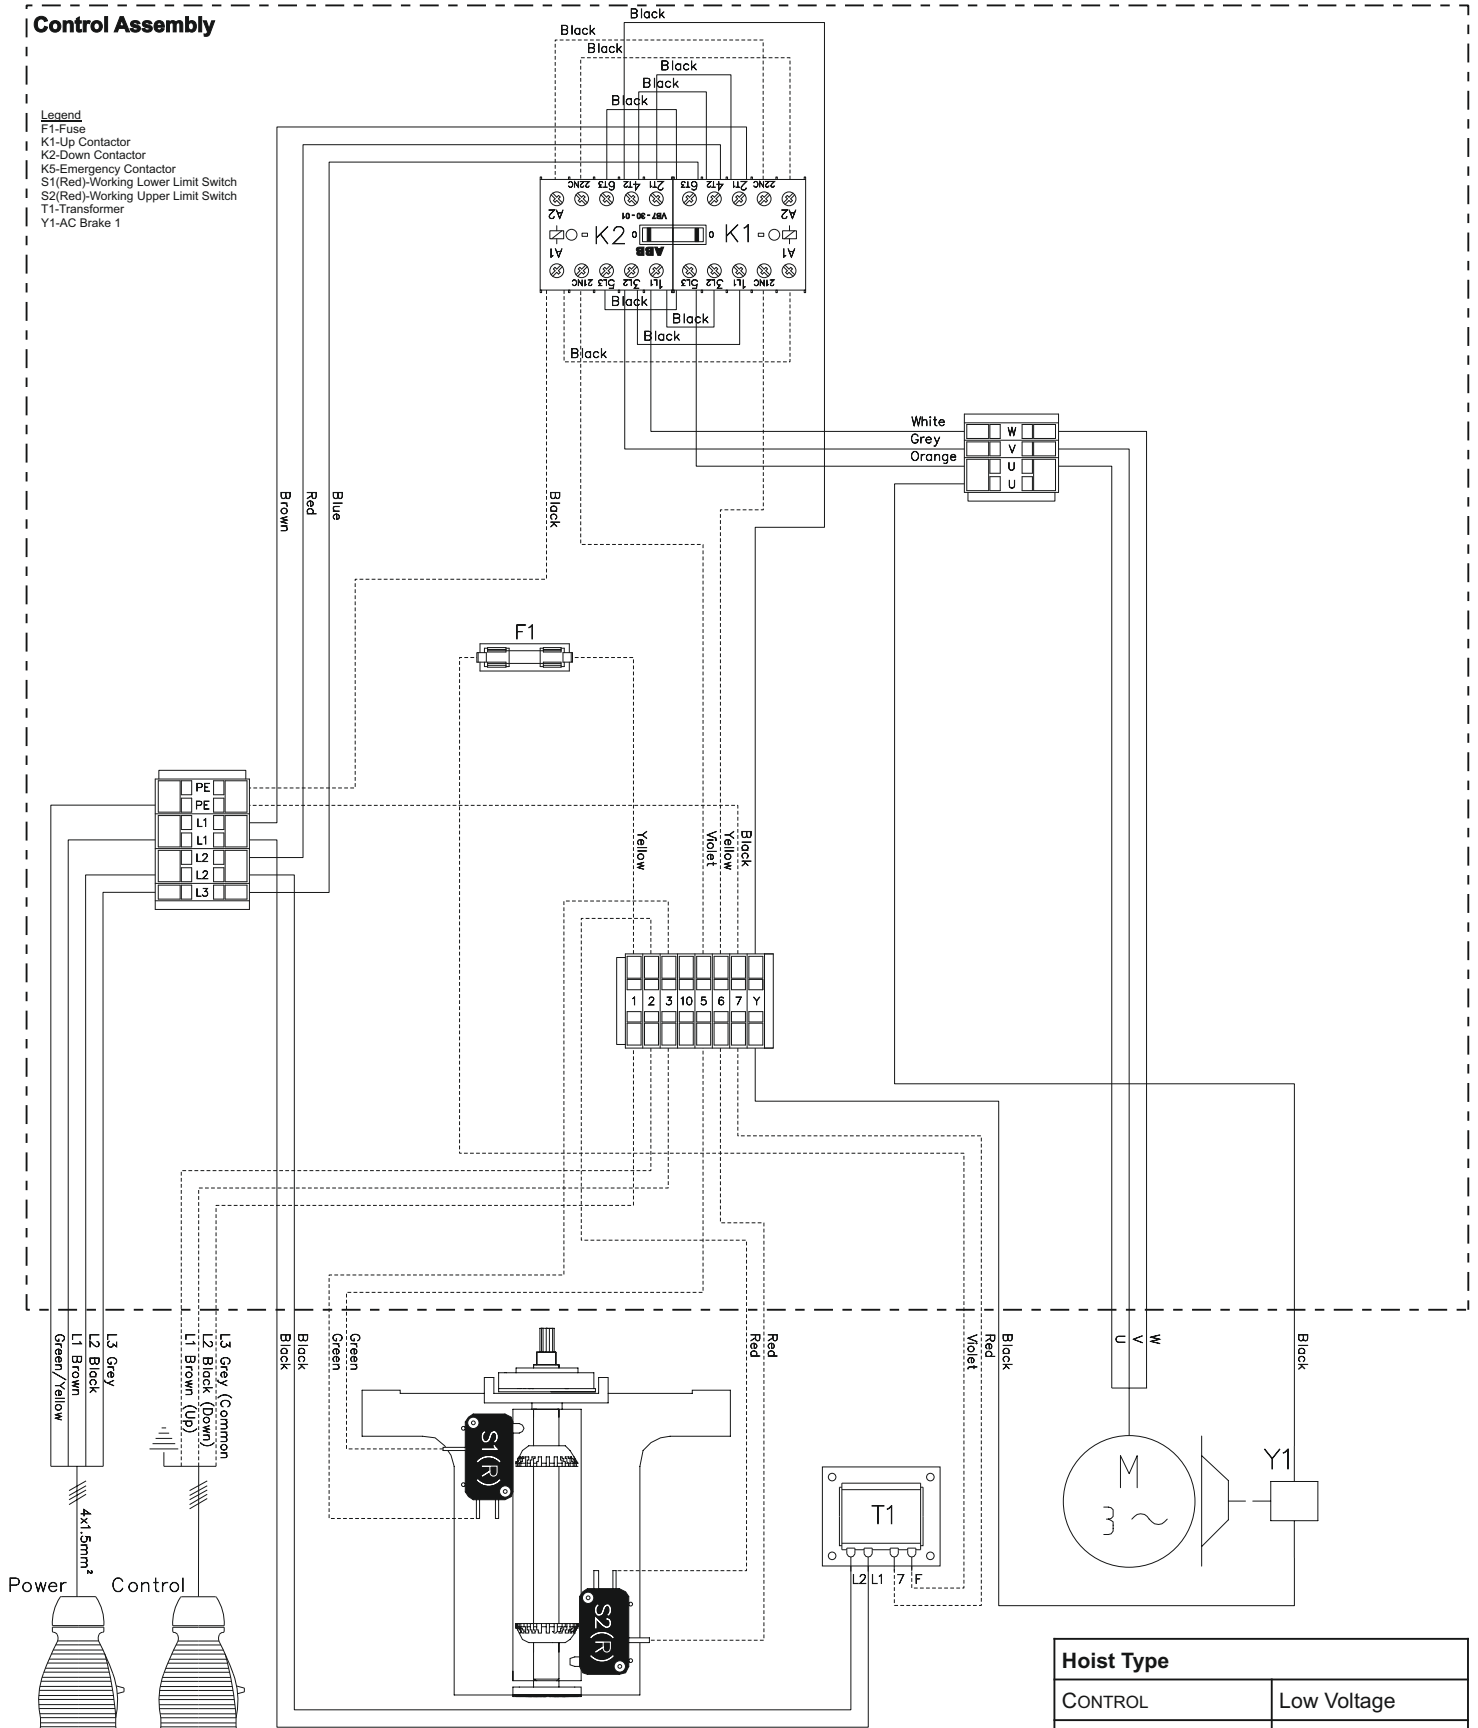 Control Assembly
Legend
F1-Fuse
K1-Up Contactor
K2-Down Contactor
K5-Emergency Contactor
S1(Red)-Working Lower Limit Switch
S2(Red)-Working Upper Limit Switch
T1-Transformer
Y1-AC Brake 1
Black
Black
Black
Black
Black
Black
22NC 6T3 4T2 2T1 6T3 4T2 2T1 22NC
A2 VB7-30-01 A2
K2 K1
A1 ABB A1
21NC 5L3 3L2 1L1 5L3 3L2 1L1 21NC
Black
Black
Black
Black
White
Grey
Orange
W
V
U
U
Brown
Red
Blue
Black
F1
PE
PE
L1
L1
L2
L2
L3
Yellow
Violet
Yellow
Black
1 2 3 10 5 6 7 Y
Green/Yellow
L1 Brown
L2 Black
L3 Grey
L1 Brown (Up)
L2 Black (Down)
L3 Grey (Common
Black
Black
Green
Green
Red
Red
Violet
Red
Black
U
V
W
Black
S1(R)
S2(R)
T1
L2 L1 7 F
M
3 ~
Y1
4x1.5mm²
Power
Control
Hoist Type
CONTROL Low Voltage